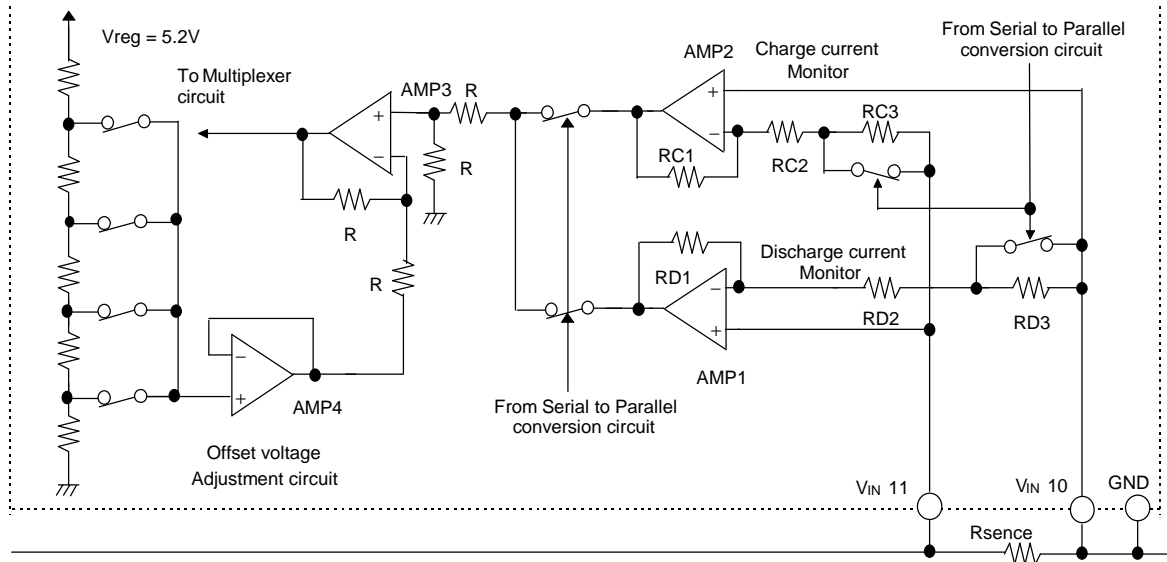 Vreg = 5.2V
To Multiplexer
circuit
AMP3
R
R
R
R
AMP2
Charge current
Monitor
From Serial to Parallel
conversion circuit
RC1
RC2
RC3
+
−
+
−
RD1
Discharge current
Monitor
RD2
RD3
−
+
AMP1
−
+
AMP4
From Serial to Parallel
conversion circuit
Offset voltage
Adjustment circuit
VIN 11
VIN 10
GND
Rsence